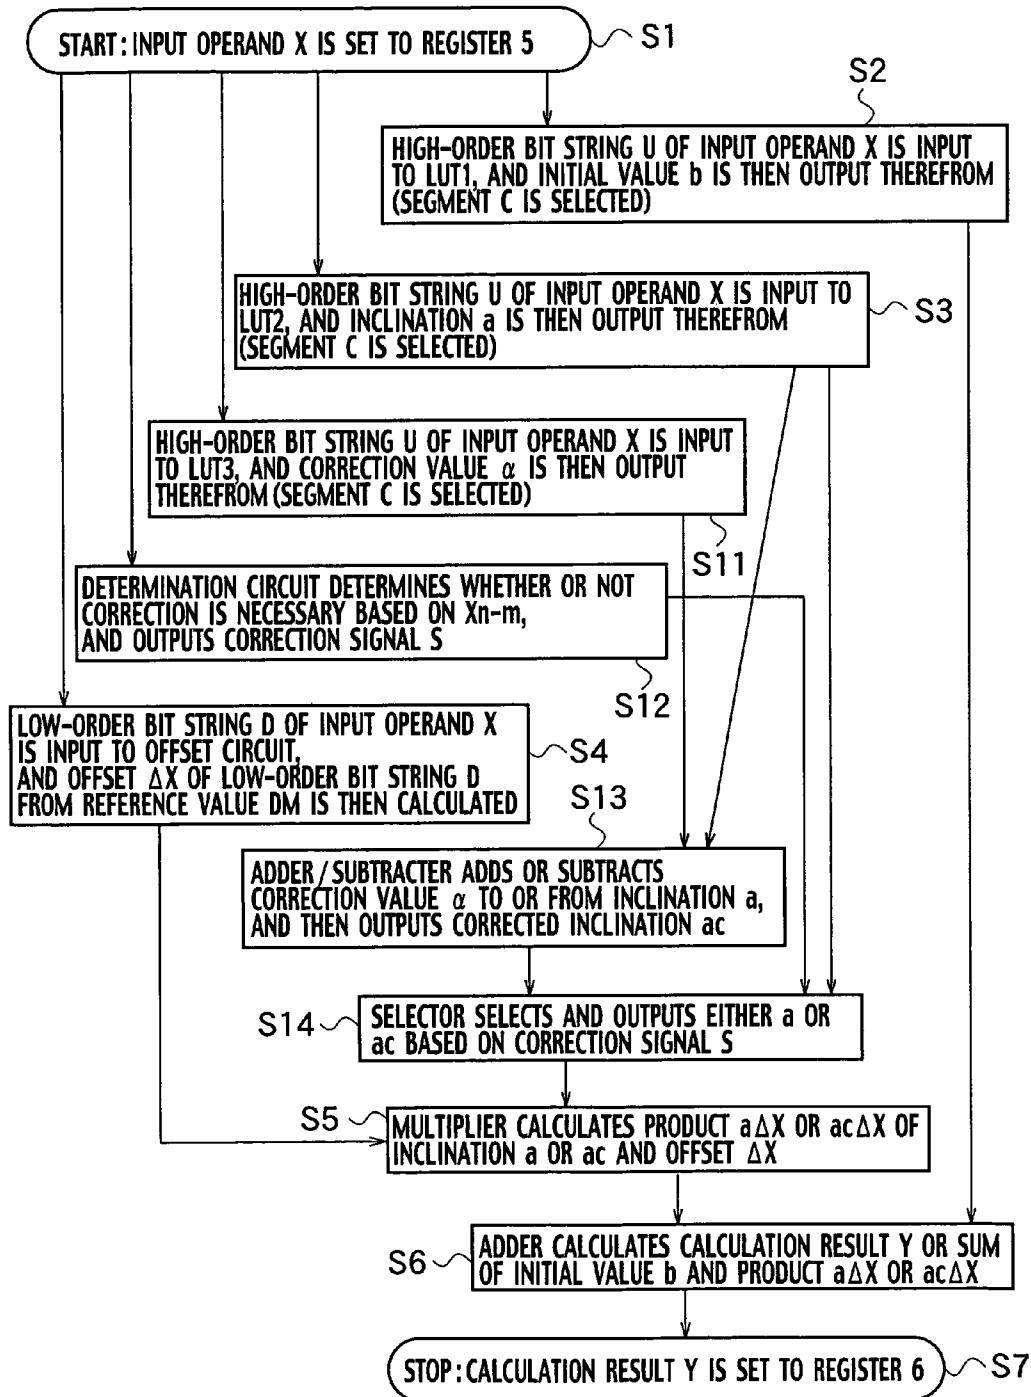 START:INPUT OPERAND X IS SET TO REGISTER 5
S1
S2
HIGH-ORDER BIT STRING U OF INPUT OPERAND X IS INPUT
TO LUT1, AND INITIAL VALUE b IS THEN OUTPUT THEREFROM
(SEGMENT C IS SELECTED)
HIGH-ORDER BIT STRING U OF INPUT OPERAND X IS INPUT TO
LUT2, AND INCLINATION a IS THEN OUTPUT THEREFROM
(SEGMENT C IS SELECTED)
S3
HIGH-ORDER BIT STRING U OF INPUT OPERAND X IS INPUT
TO LUT3, AND CORRECTION VALUE α IS THEN OUTPUT
THEREFROM(SEGMENT C IS SELECTED)
S11
DETERMINATION CIRCUIT DETERMINES WHETHER OR NOT
CORRECTION IS NECESSARY BASED ON Xn-m,
AND OUTPUTS CORRECTION SIGNAL S
S12
LOW-ORDER BIT STRING D OF INPUT OPERAND X
IS INPUT TO OFFSET CIRCUIT,
AND OFFSET ΔX OF LOW-ORDER BIT STRING D
FROM REFERENCE VALUE DM IS THEN CALCULATED
S4
S13
ADDER/SUBTRACTER ADDS OR SUBTRACTS
CORRECTION VALUE α TO OR FROM INCLINATION a,
AND THEN OUTPUTS CORRECTED INCLINATION ac
S14
SELECTOR SELECTS AND OUTPUTS EITHER a OR
ac BASED ON CORRECTION SIGNAL S
S5
MULTIPLIER CALCULATES PRODUCT aΔX OR acΔX OF
INCLINATION a OR ac AND OFFSET ΔX
S6
ADDER CALCULATES CALCULATION RESULT Y OR SUM
OF INITIAL VALUE b AND PRODUCT aΔX OR acΔX
STOP:CALCULATION RESULT Y IS SET TO REGISTER 6
S7